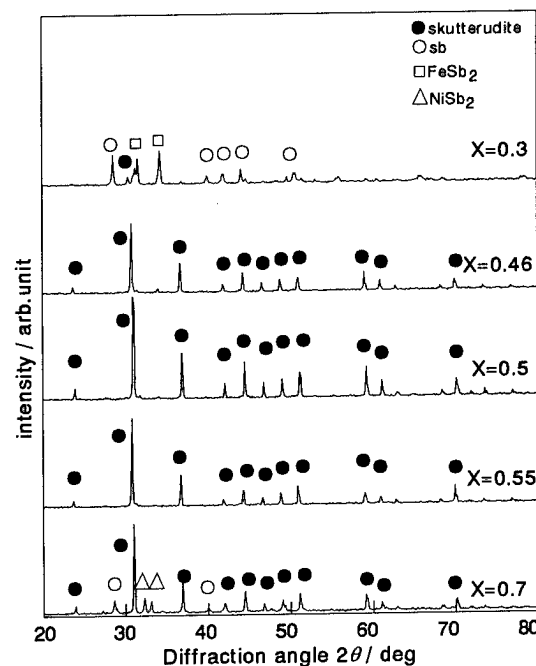 skutterudite
sb
FeSb2
NiSb2
X=0.3
X=0.46
X=0.5
X=0.55
X=0.7
intensity / arb.unit
20 30 40 50 60 70 80
Diffraction angle 2θ / deg